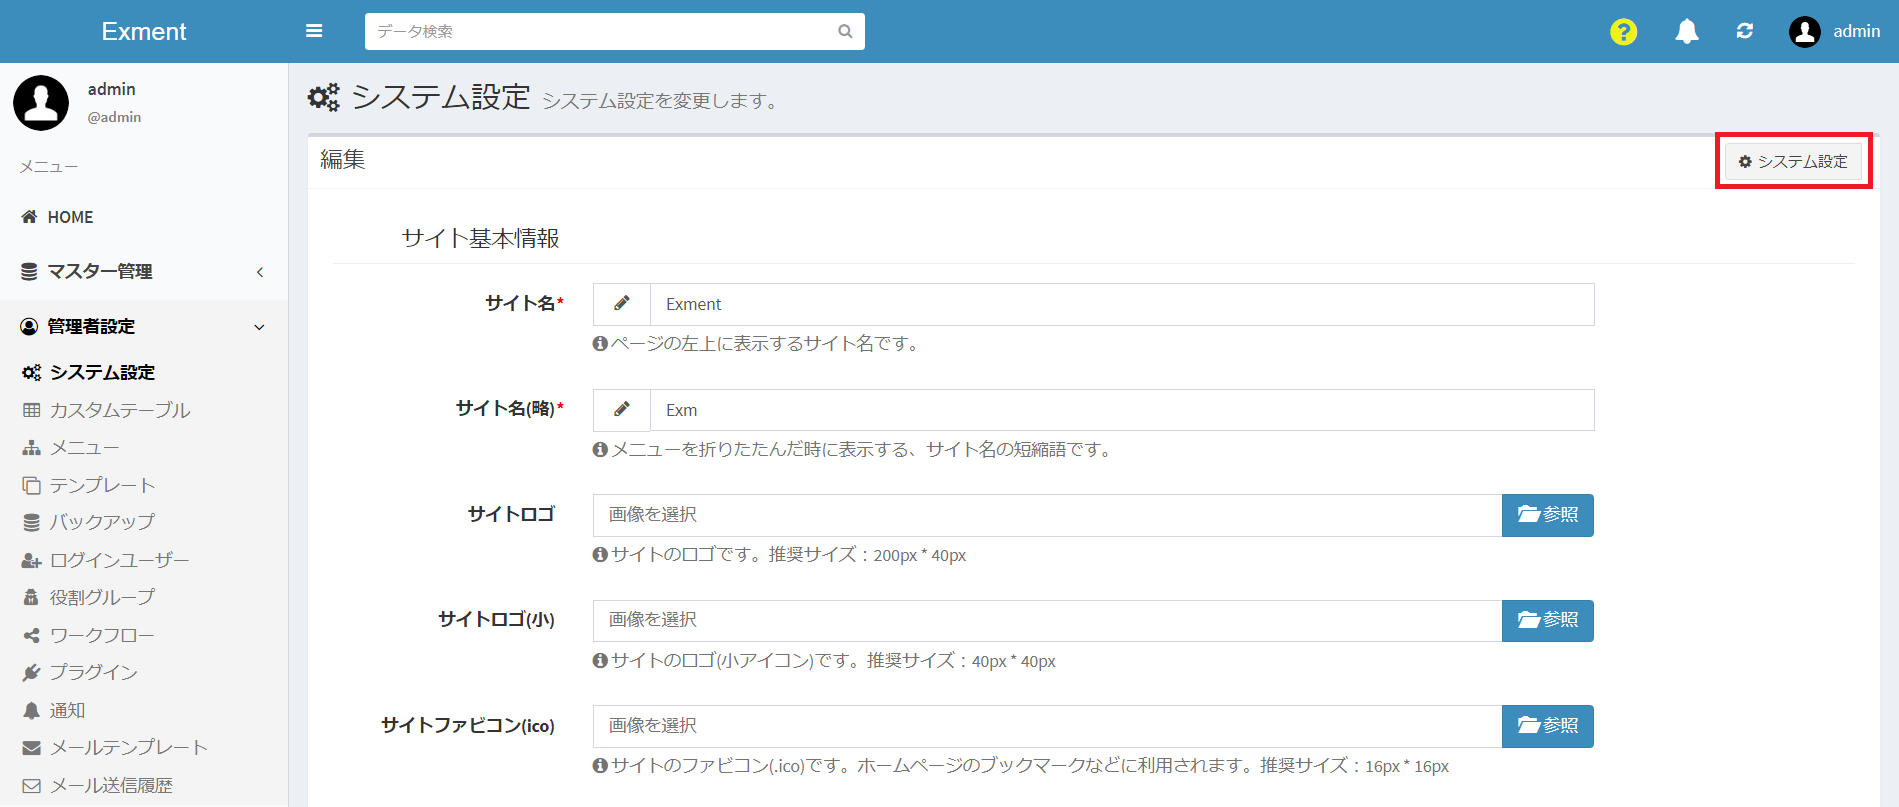 Exment
データ検索
?
admin
admin
@admin
メニュー
HOME
マスター管理
管理者設定
システム設定
カスタムテーブル
メニュー
テンプレート
バックアップ
ログインユーザー
役割グループ
ワークフロー
プラグイン
通知
メールテンプレート
メール送信履歴
システム設定 システム設定を変更します。
編集
システム設定
サイト基本情報
サイト名*
Exment
ページの左上に表示するサイト名です。
サイト名(略)*
Exm
メニューを折りたたんだ時に表示する、サイト名の短縮語です。
サイトロゴ
画像を選択
参照
サイトのロゴです。推奨サイズ：200px * 40px
サイトロゴ(小)
画像を選択
参照
サイトのロゴ(小アイコン)です。推奨サイズ：40px * 40px
サイトファビコン(ico)
画像を選択
参照
サイトのファビコン(.ico)です。ホームページのブックマークなどに利用されます。推奨サイズ：16px * 16px